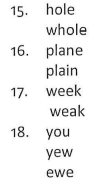 15. hole
whole
16. plane
plain
17. week
weak
18. you
yew
ewe